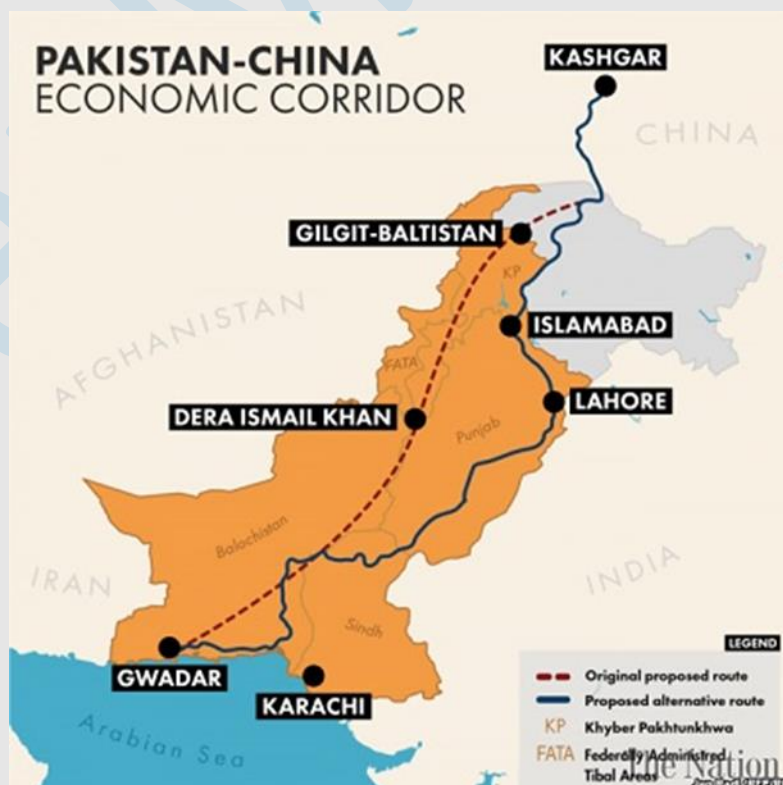 PAKISTAN-CHINA
ECONOMIC CORRIDOR
KASHGAR
CHINA
GILGIT-BALTISTAN
KP
ISLAMABAD
AFGHANISTAN
FATA
LAHORE
DERA ISMAIL KHAN
Punjab
Balochistan
IRAN
INDIA
Sindh
GWADAR
KARACHI
Arabian Sea
LEGEND
Original proposed route
Proposed alternative route
KP Khyber Pakhtunkhwa
FATA Federally Administred
Tibal Areas
The Nation